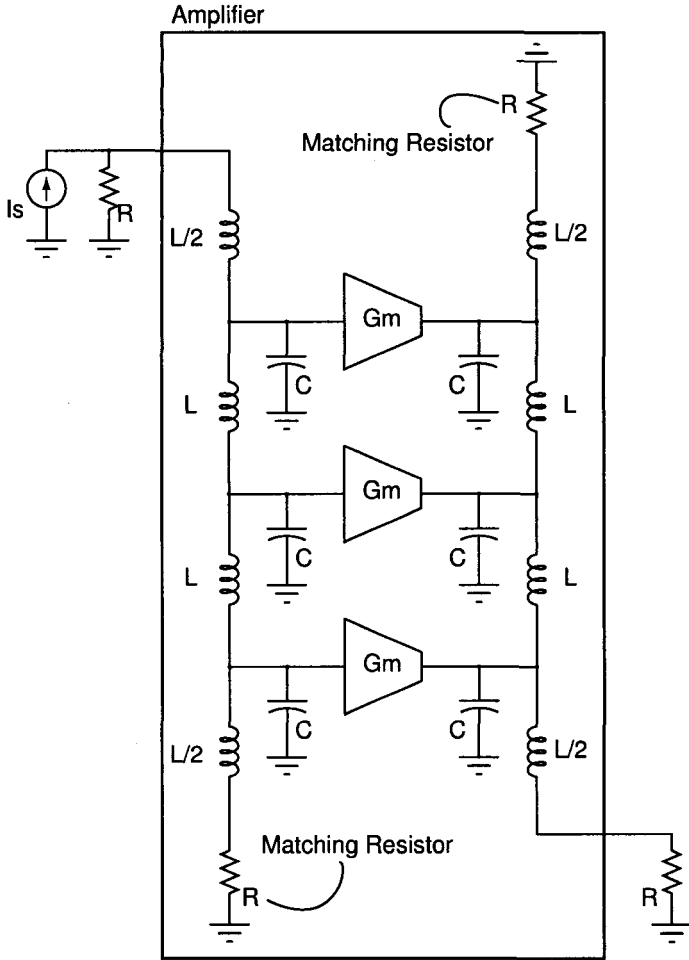 Amplifier
R
Matching Resistor
Is
R
L/2
L/2
Gm
C
C
L
L
Gm
C
C
L
L
Gm
C
C
L/2
L/2
Matching Resistor
R
R